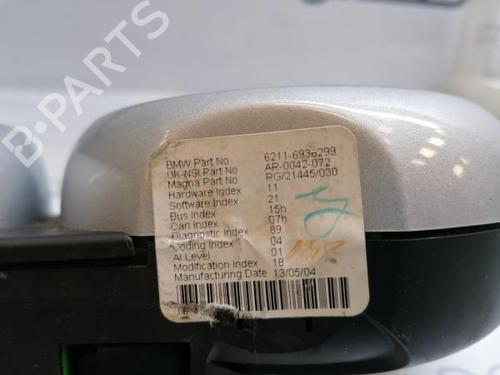 BMW Part No 6211-6936299
UK-NSI Part No AR-0042-072
Magna Part No RG/21445/030
Hardware Index 11
Software Index 21
Bus Index 15h
Can Index 07h
Diagnostic Index 89
Coding Index 04
AI Level 01
Modification Index 18
Manufacturing Date 13/05/04